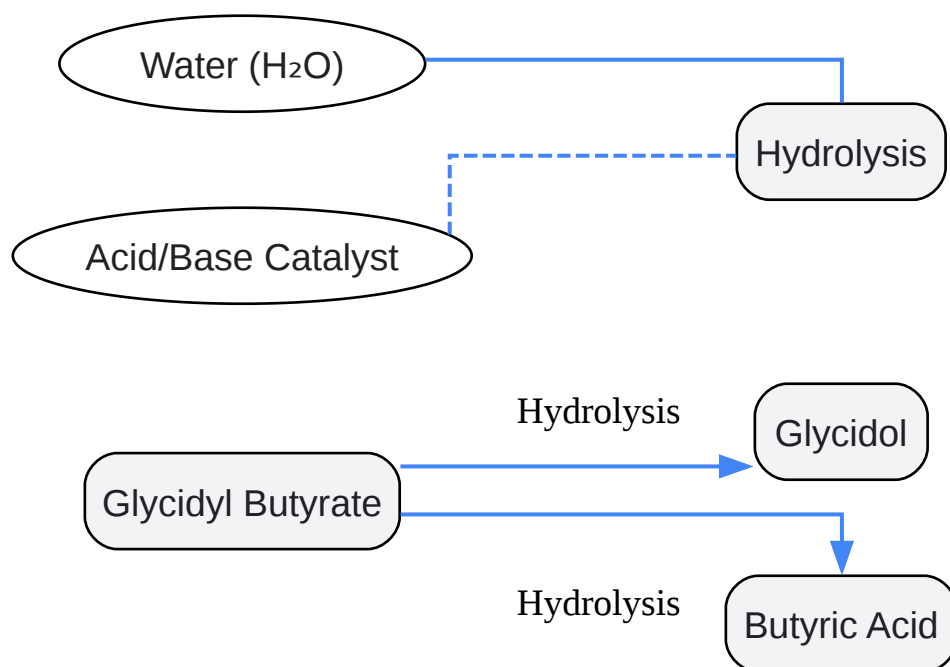 Water (H₂O)
Hydrolysis
Acid/Base Catalyst
Hydrolysis
Glycidol
Glycidyl Butyrate
Hydrolysis
Butyric Acid